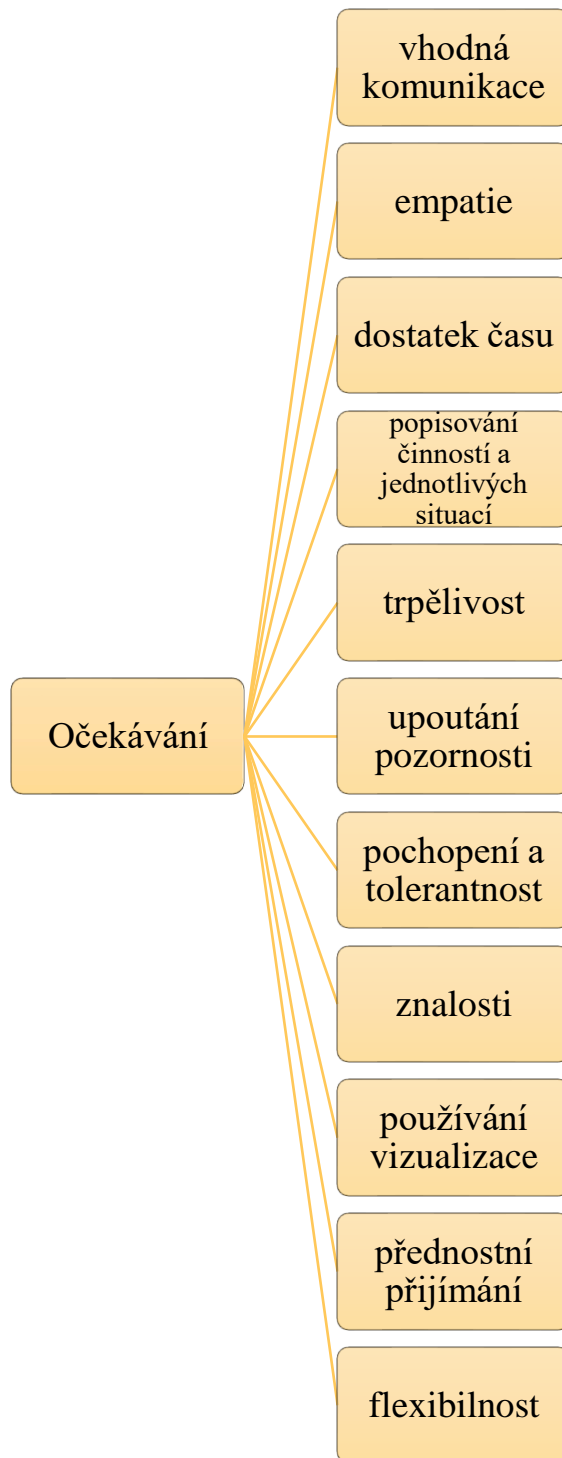 vhodná
komunikace
empatie
dostatek času
popisování
činností a
jednotlivých
situací
trpělivost
Očekávání
upoutání
pozornosti
pochopení a
tolerantnost
znalosti
používání
vizualizace
přednostní
přijímání
flexibilnost